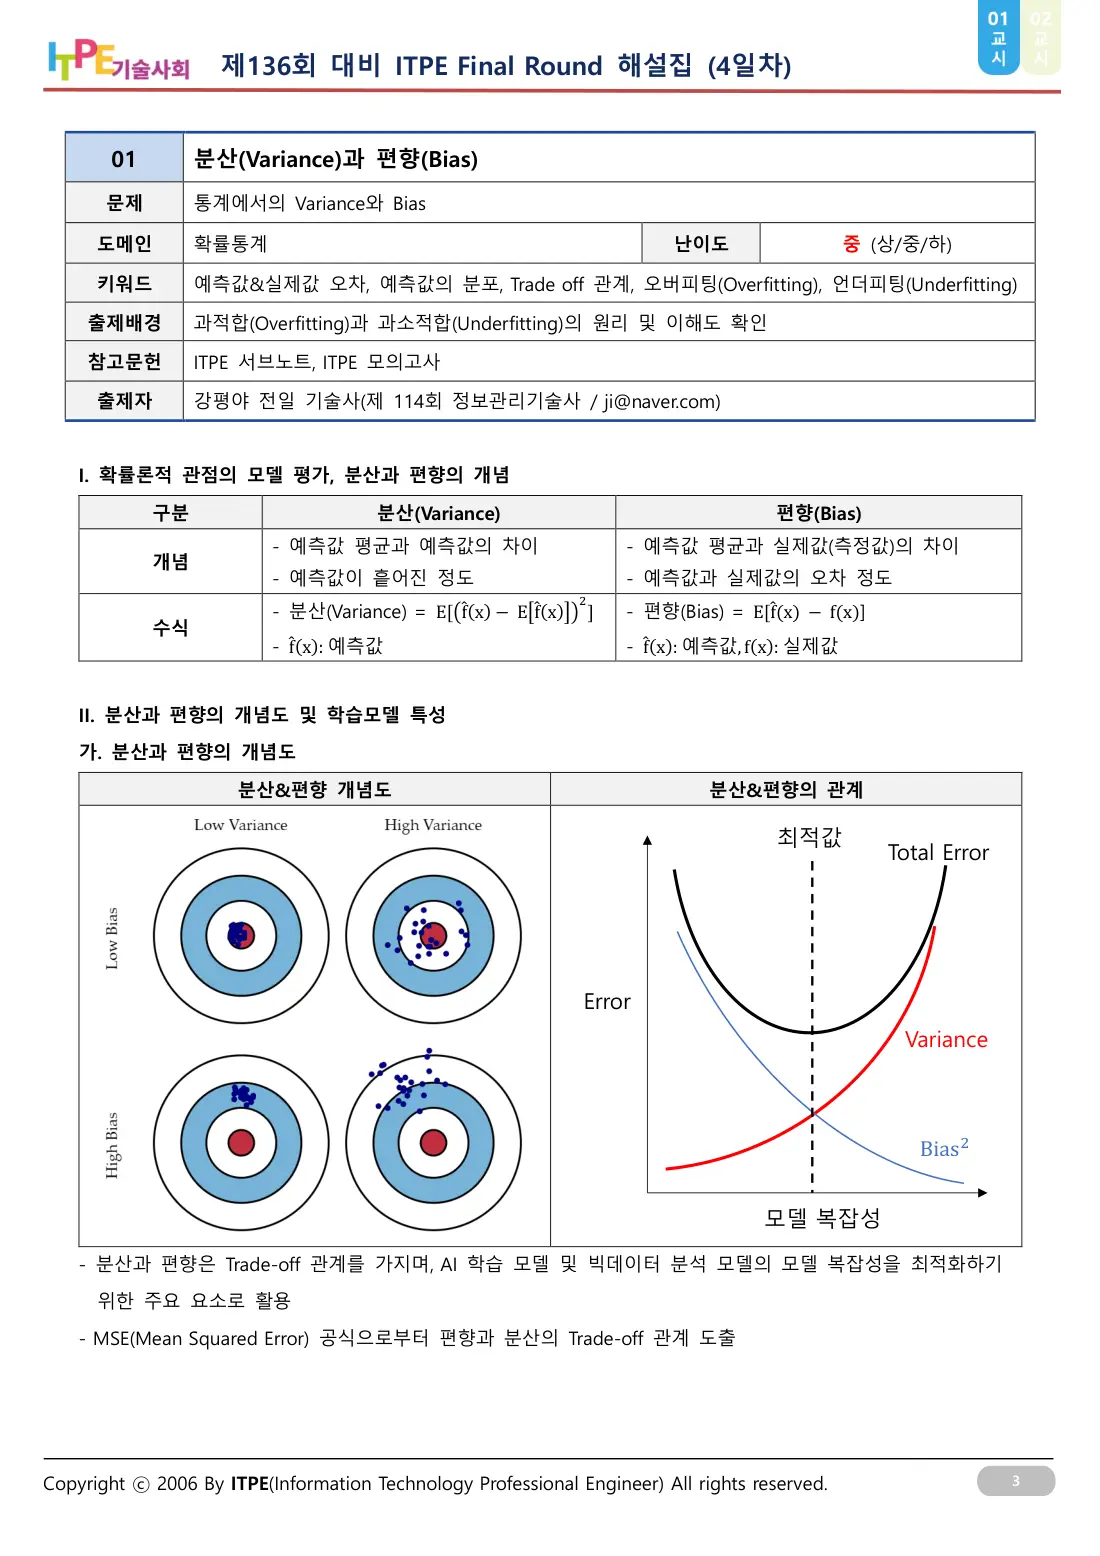 01
교
시
02
교
시
ITPE기술사회
제136회 대비 ITPE Final Round 해설집 (4일차)
01 분산(Variance)과 편향(Bias)
문제 통계에서의 Variance와 Bias
도메인 확률통계 난이도 중 (상/중/하)
키워드 예측값&실제값 오차, 예측값의 분포, Trade off 관계, 오버피팅(Overfitting), 언더피팅(Underfitting)
출제배경 과적합(Overfitting)과 과소적합(Underfitting)의 원리 및 이해도 확인
참고문헌 ITPE 서브노트, ITPE 모의고사
출제자 강평야 전일 기술사(제 114회 정보관리기술사 / ji@naver.com)
I. 확률론적 관점의 모델 평가, 분산과 편향의 개념
구분 분산(Variance) 편향(Bias)
개념
- 예측값 평균과 예측값의 차이
- 예측값이 흩어진 정도
- 예측값 평균과 실제값(측정값)의 차이
- 예측값과 실제값의 오차 정도
수식
- 분산(Variance) = E[(f̂(x) − E[f̂(x)])²]
- f̂(x): 예측값
- 편향(Bias) = E[f̂(x) − f(x)]
- f̂(x): 예측값, f(x): 실제값
II. 분산과 편향의 개념도 및 학습모델 특성
가. 분산과 편향의 개념도
분산&편향 개념도 분산&편향의 관계
Low Variance High Variance
Low Bias
High Bias
최적값
Total Error
Error
Variance
Bias²
모델 복잡성
- 분산과 편향은 Trade-off 관계를 가지며, AI 학습 모델 및 빅데이터 분석 모델의 모델 복잡성을 최적화하기
위한 주요 요소로 활용
- MSE(Mean Squared Error) 공식으로부터 편향과 분산의 Trade-off 관계 도출
Copyright ⓒ 2006 By ITPE(Information Technology Professional Engineer) All rights reserved.
3